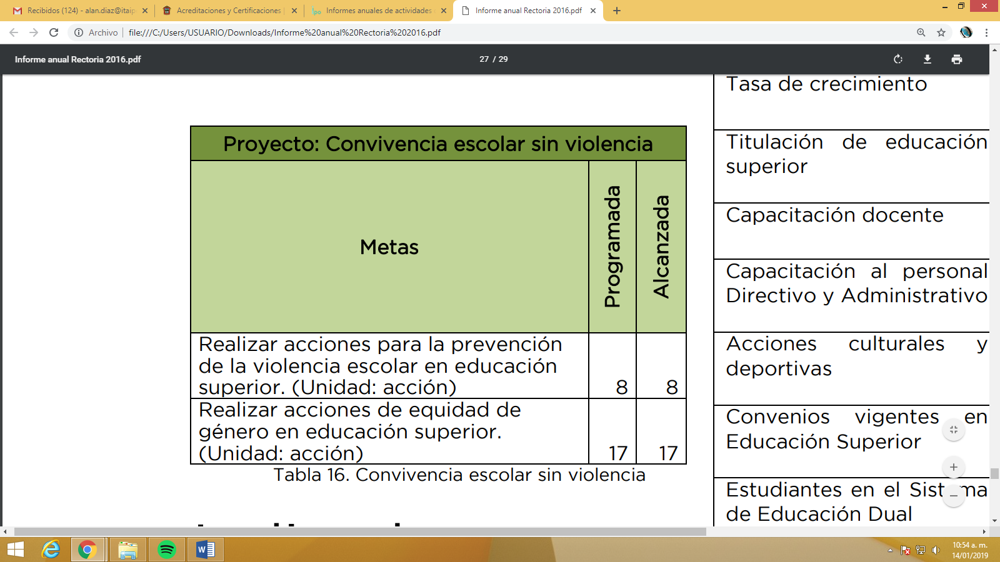 Recibidos (124) - alan.diaz@itaip
Acreditaciones y Certificaciones
Informes anuales de actividades
Informe anual Rectoria 2016.pdf
Archivo
file:///C:/Users/USUARIO/Downloads/Informe%20anual%20Rectoria%202016.pdf
Informe anual Rectoria 2016.pdf
27 / 29
Proyecto: Convivencia escolar sin violencia
Metas
Programada
Alcanzada
Realizar acciones para la prevención
de la violencia escolar en educación
superior. (Unidad: acción)
8
8
Realizar acciones de equidad de
género en educación superior.
(Unidad: acción)
17
17
Tabla 16. Convivencia escolar sin violencia
Tasa de crecimiento
Titulación de educación
superior
Capacitación docente
Capacitación al personal
Directivo y Administrativo
Acciones culturales y
deportivas
Convenios vigentes en
Educación Superior
Estudiantes en el Sistema
de Educación Dual
10:54 a. m.
14/01/2019